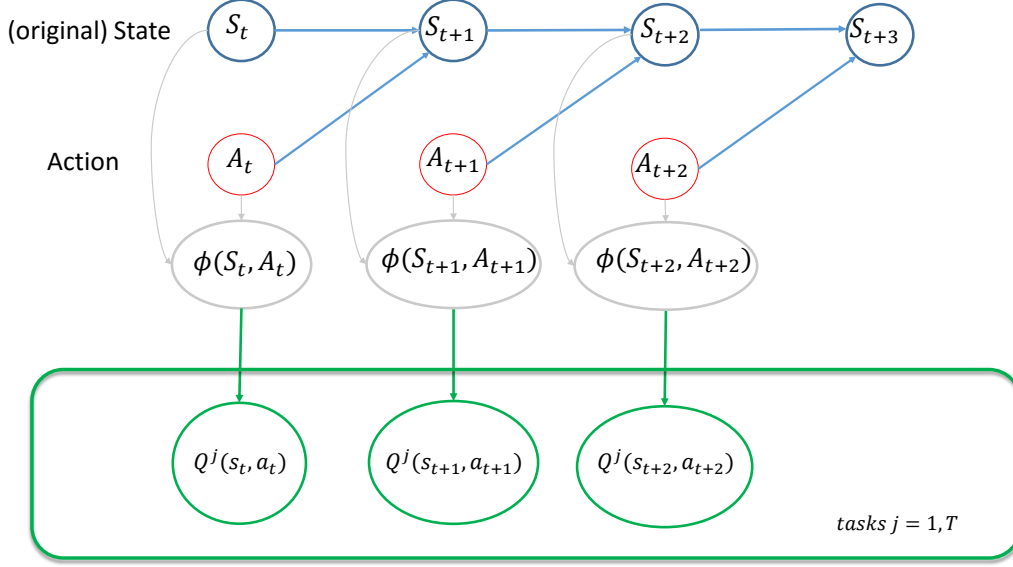 (original) State
S_t
S_{t+1}
S_{t+2}
S_{t+3}
Action
A_t
A_{t+1}
A_{t+2}
ϕ(S_t, A_t)
ϕ(S_{t+1}, A_{t+1})
ϕ(S_{t+2}, A_{t+2})
Q^j(s_t, a_t)
Q^j(s_{t+1}, a_{t+1})
Q^j(s_{t+2}, a_{t+2})
tasks j = 1, T